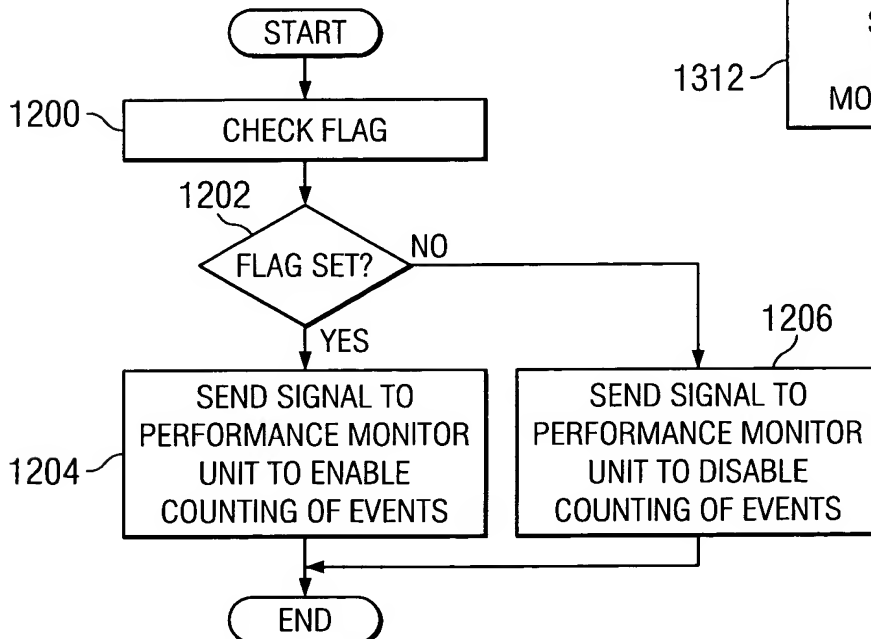 START
1200
CHECK FLAG
1202
FLAG SET?
NO
YES
1204
SEND SIGNAL TO
PERFORMANCE MONITOR
UNIT TO ENABLE
COUNTING OF EVENTS
1206
SEND SIGNAL TO
PERFORMANCE MONITOR
UNIT TO DISABLE
COUNTING OF EVENTS
END
1312